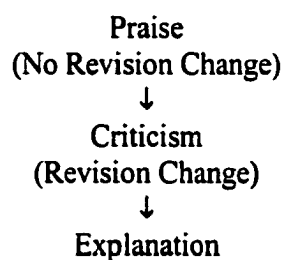 Praise
(No Revision Change)
↓
Criticism
(Revision Change)
↓
Explanation